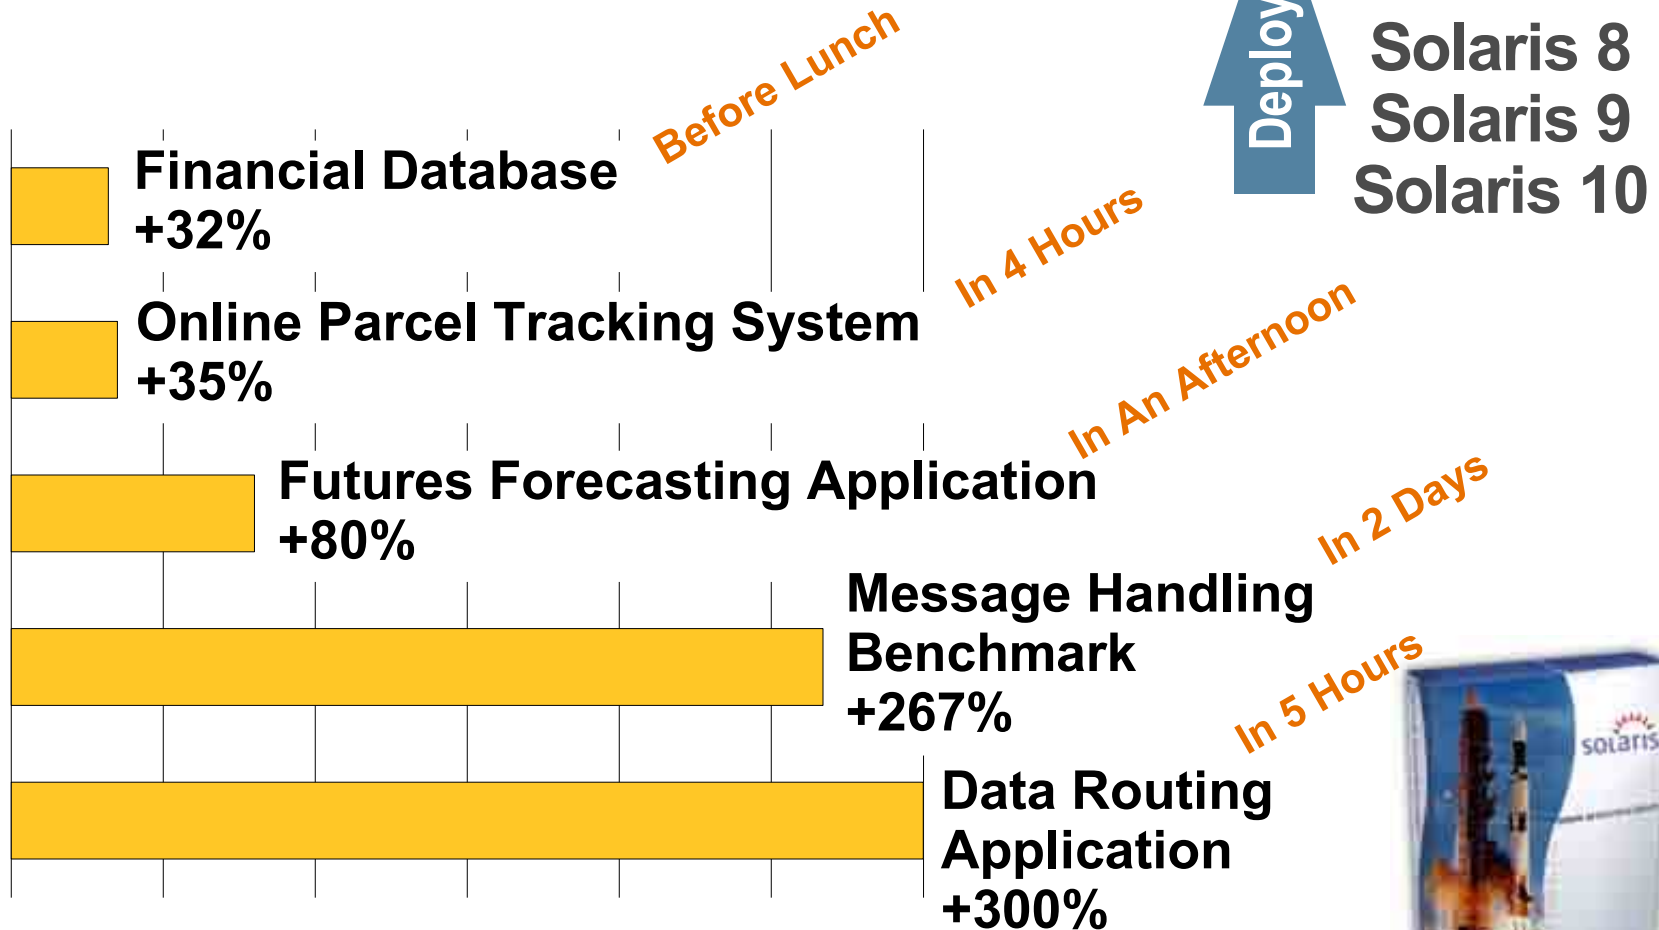 Before Lunch
Deploy
Solaris 8
Solaris 9
Solaris 10
Financial Database
+32%
In 4 Hours
Online Parcel Tracking System
+35%
In An Afternoon
Futures Forecasting Application
+80%
In 2 Days
Message Handling
Benchmark
+267%
In 5 Hours
solaris
Data Routing
Application
+300%